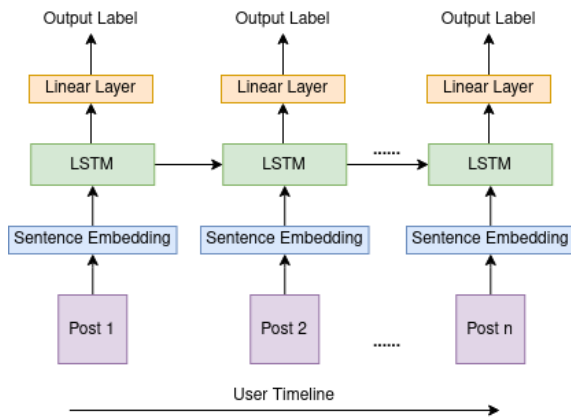 Output Label Output Label Output Label
Linear Layer Linear Layer Linear Layer
......
LSTM LSTM LSTM
Sentence Embedding Sentence Embedding Sentence Embedding
Post 1 Post 2 Post n
......
User Timeline